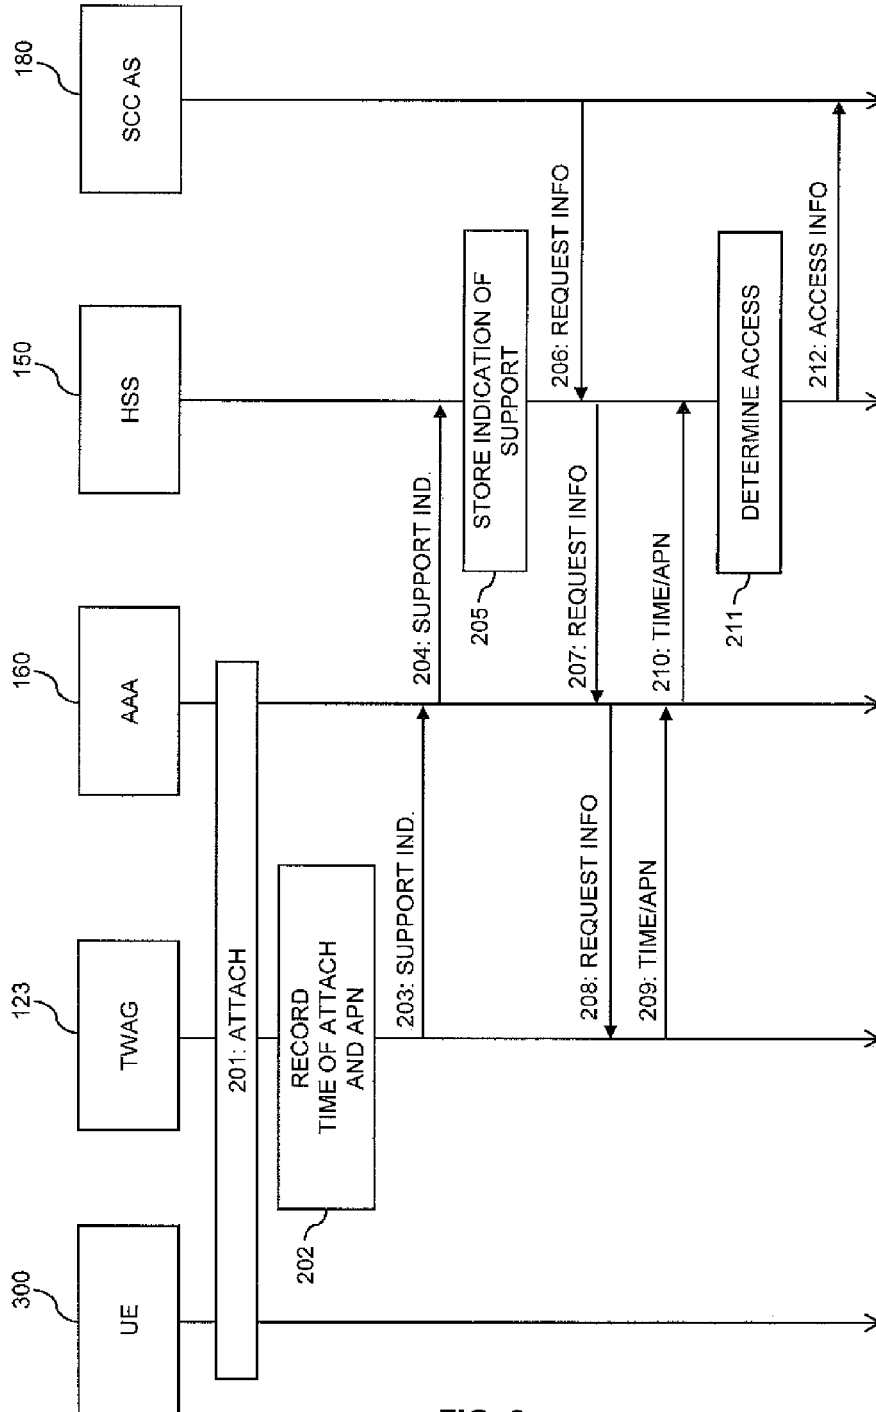 300
UE
123
TWAG
160
AAA
150
HSS
180
SCC AS
201: ATTACH
202
RECORD
TIME OF ATTACH
AND APN
203: SUPPORT IND.
204: SUPPORT IND.
205
STORE INDICATION OF
SUPPORT
206: REQUEST INFO
207: REQUEST INFO
208: REQUEST INFO
209: TIME/APN
210: TIME/APN
211
DETERMINE ACCESS
212: ACCESS INFO